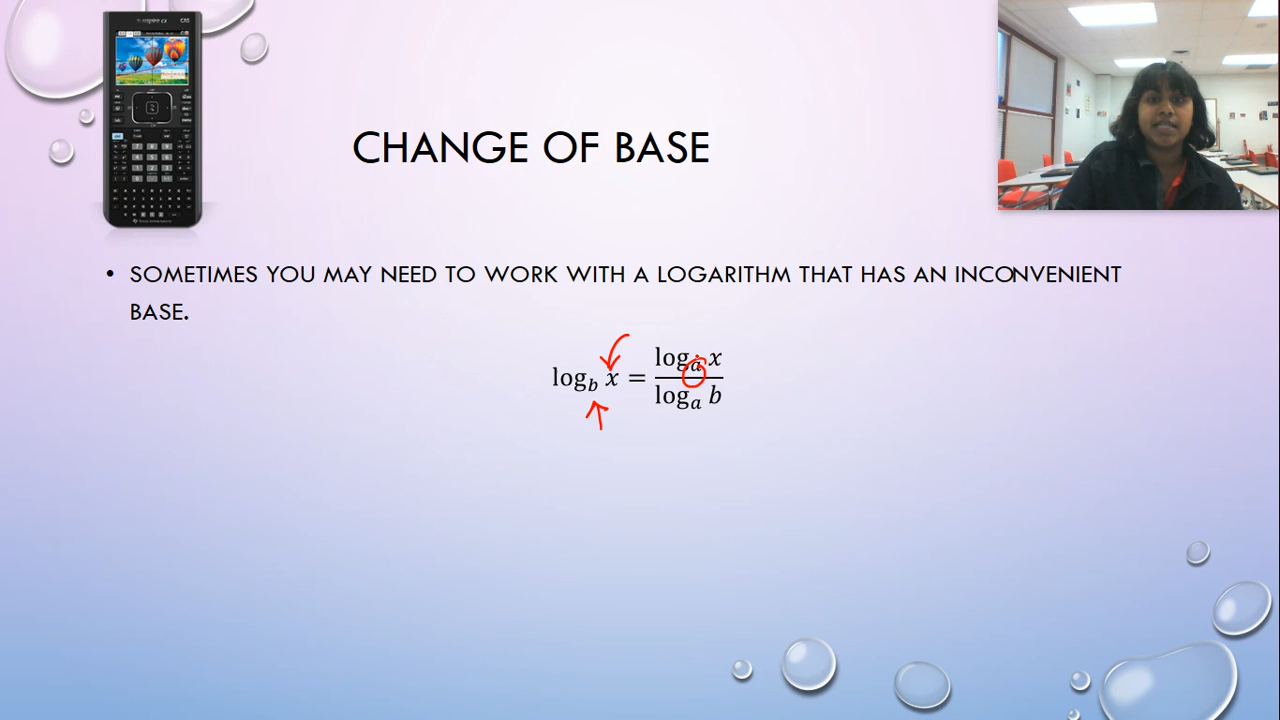 CHANGE OF BASE
• SOMETIMES YOU MAY NEED TO WORK WITH A LOGARITHM THAT HAS AN INCONVENIENT
BASE.
log_b x = (log_a x)/(log_a b)